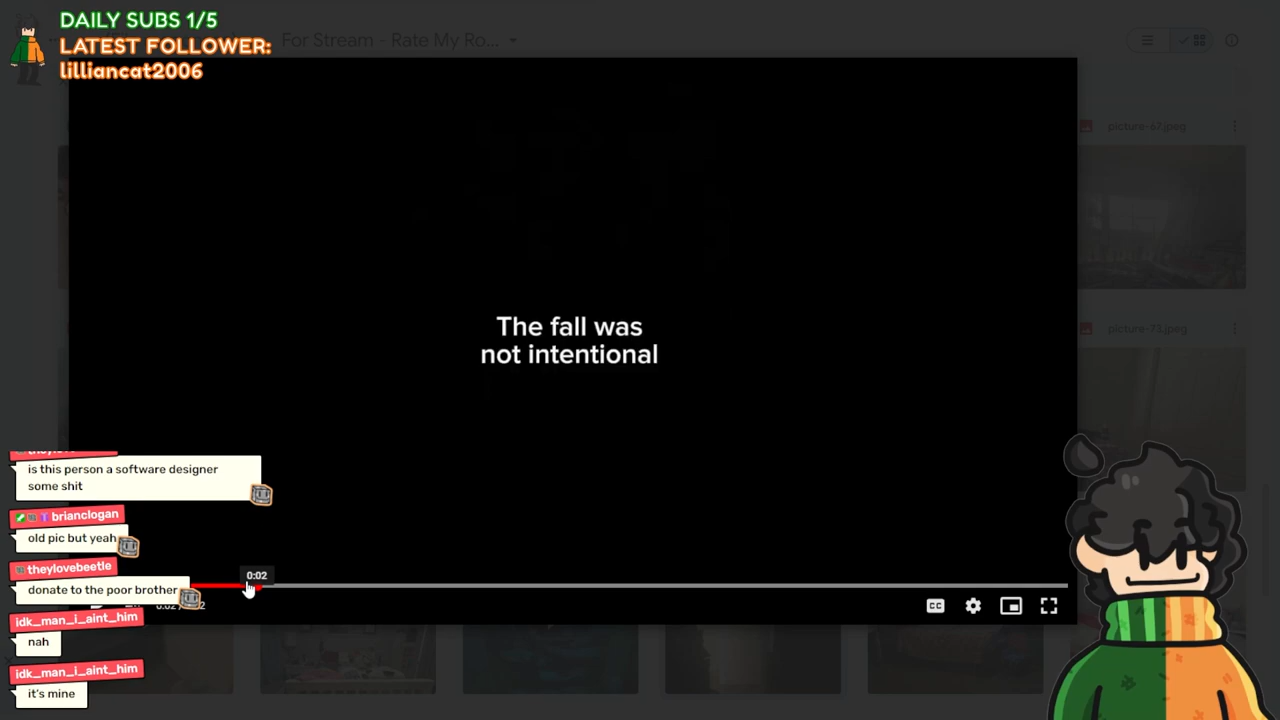 DAILY SUBS 1/5
LATEST FOLLOWER:
lilliancat2006
For Stream - Rate My Ro...
picture-67.jpeg
The fall was
not intentional
picture-73.jpeg
is this person a software designer
some shit
brianclogan
old pic but yeah
theylovebeetle
donate to the poor brother
idk_man_i_aint_him
nah
idk_man_i_aint_him
it's mine
0:02
CC